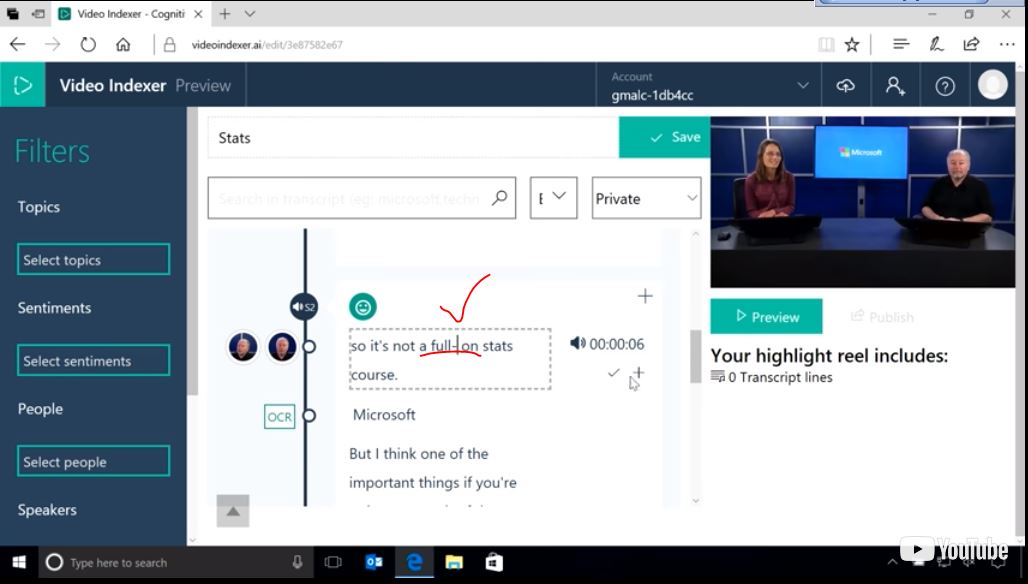 Video Indexer - Cogniti
videoindexer.ai/edit/3e87582e67
Video Indexer Preview
Account
gmalc-1db4cc
Filters
Topics
Select topics
Sentiments
Select sentiments
People
Select people
Speakers
Stats
Save
Search in transcript (eg: microsoft techn
Private
S2
so it's not a full- on stats
course.
00:00:06
OCR
Microsoft
But I think one of the
important things if you're
Microsoft
Preview
Publish
Your highlight reel includes:
0 Transcript lines
Type here to search
YouTube